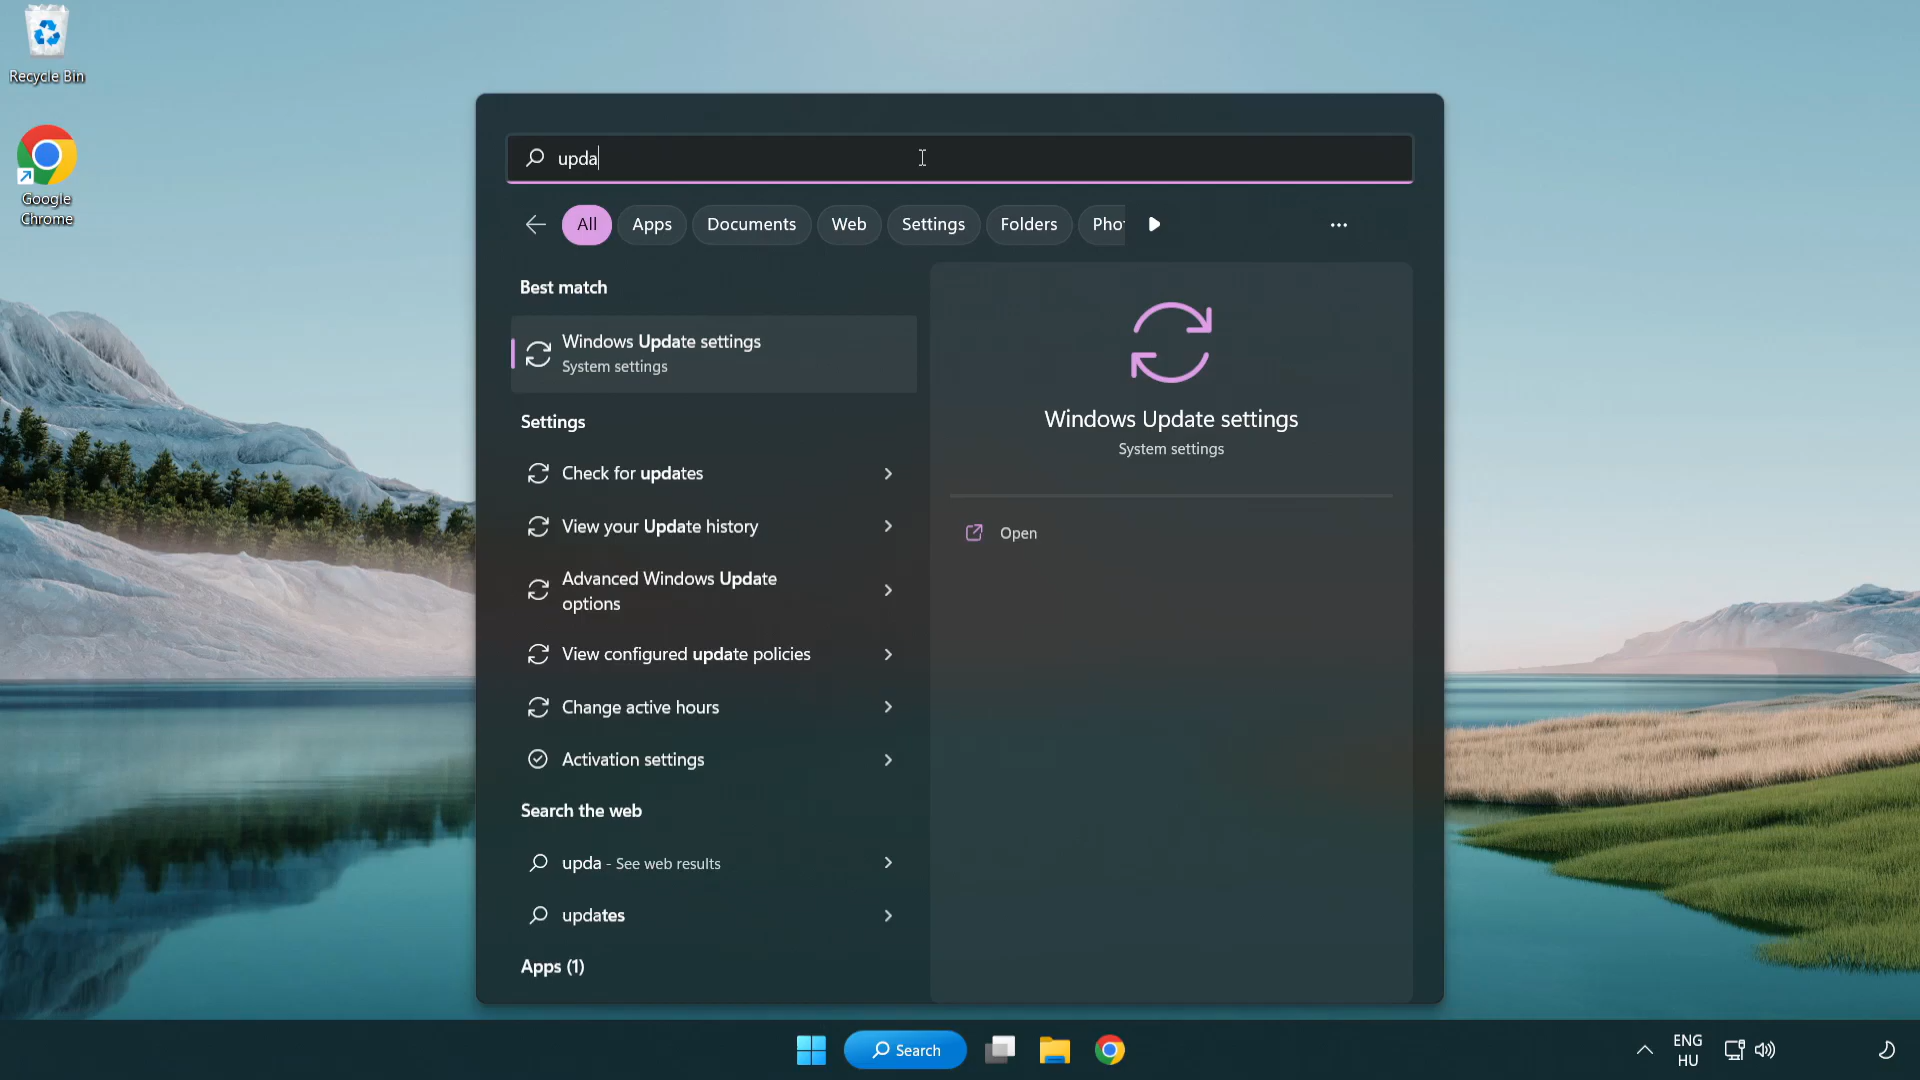 Recycle Bin
Google
Chrome
upda
All Apps Documents Web Settings Folders Pho
Best match
Windows Update settings
System settings
Settings
Check for updates
View your Update history
Advanced Windows Update
options
View configured update policies
Change active hours
Activation settings
Search the web
upda - See web results
updates
Apps (1)
Windows Update settings
System settings
Open
Search
ENG
HU